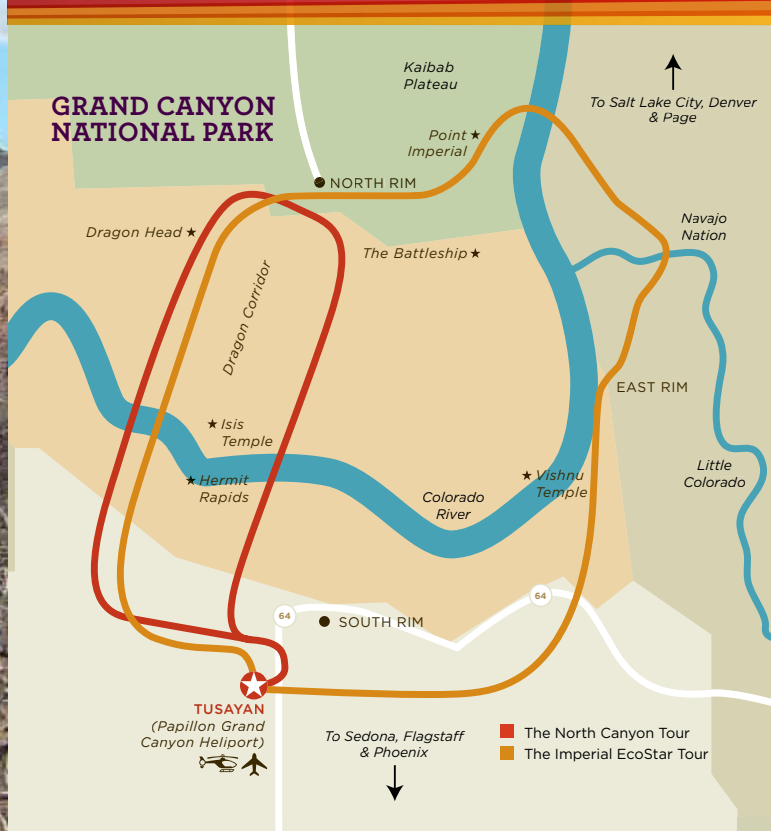 Kaibab
Plateau
To Salt Lake City, Denver
& Page
GRAND CANYON
NATIONAL PARK
Point
Imperial
NORTH RIM
Dragon Head
The Battleship
Navajo
Nation
Dragon Corridor
EAST RIM
Isis
Temple
Hermit
Rapids
Colorado
River
Vishnu
Temple
Little
Colorado
64
64
SOUTH RIM
TUSAYAN
(Papillon Grand
Canyon Heliport)
To Sedona, Flagstaff
& Phoenix
The North Canyon Tour
The Imperial EcoStar Tour